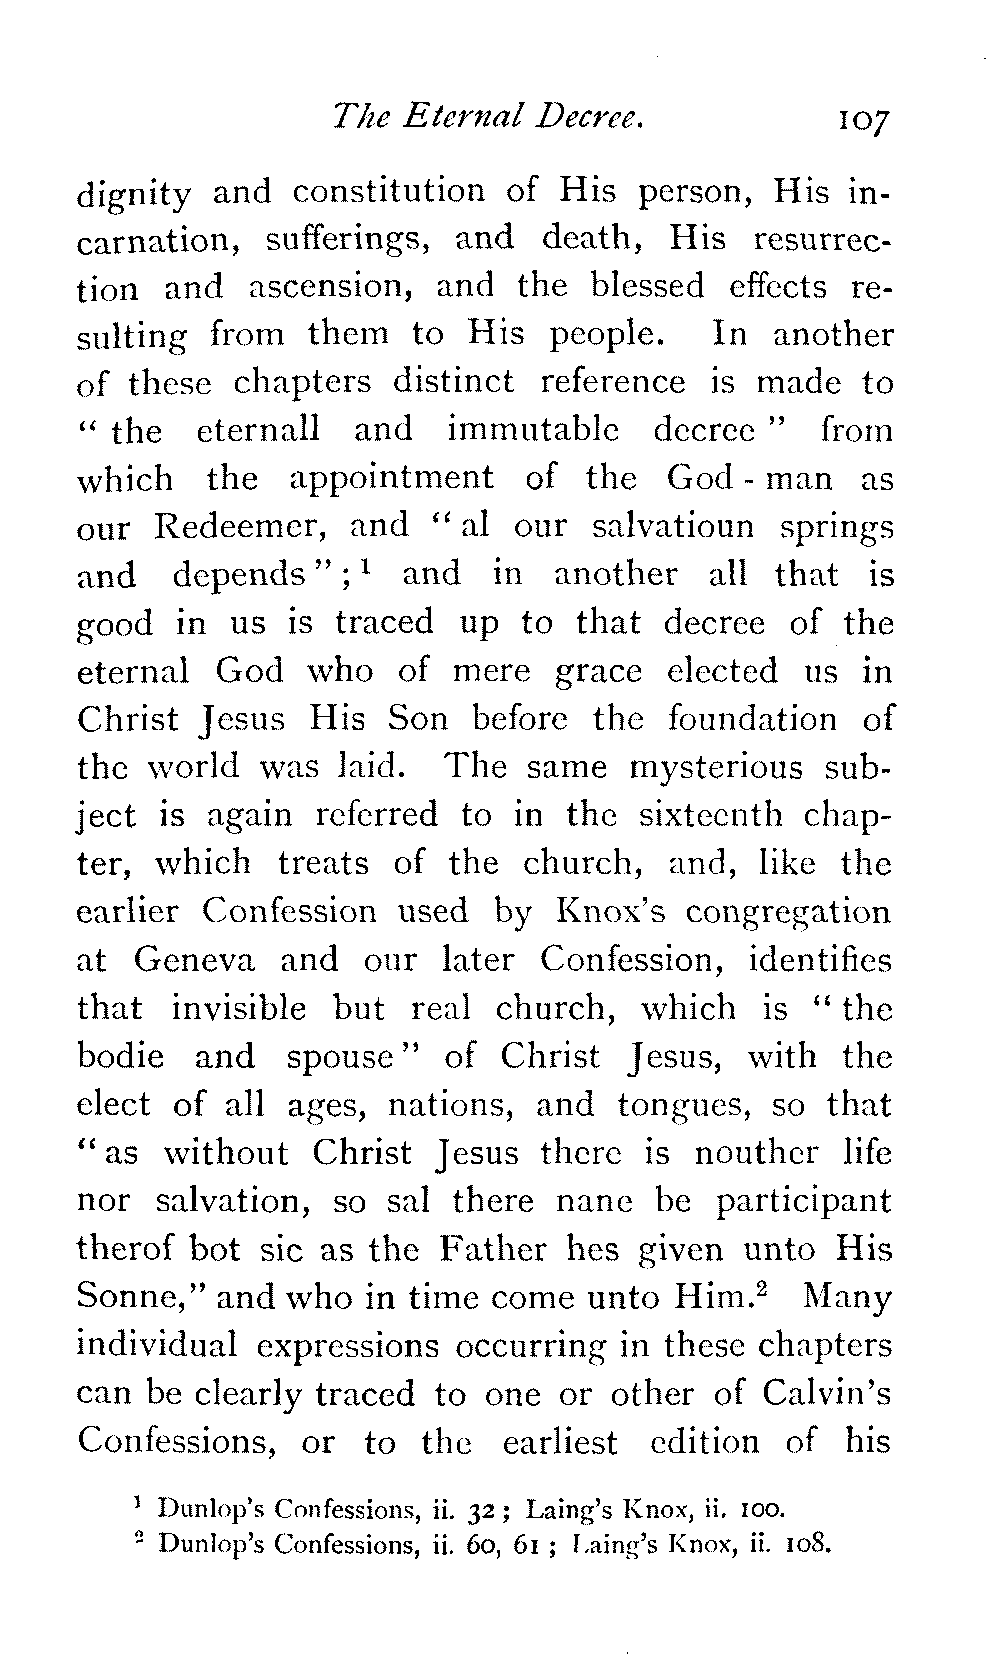 The Eternal Decree. 107
dignity and constitution of His person, His in-
carnation, sufferings, and death, His resurrec-
tion and ascension, and the blessed effects re-
sulting from them to His people. In another
of these chapters distinct reference is made to
“ the eternall and immutable decree ” from
which the appointment of the God - man as
our Redeemer, and “ al our salvatioun springs
and depends ” ; ¹ and in another all that is
good in us is traced up to that decree of the
eternal God who of mere grace elected us in
Christ Jesus His Son before the foundation of
the world was laid. The same mysterious sub-
ject is again referred to in the sixteenth chap-
ter, which treats of the church, and, like the
earlier Confession used by Knox’s congregation
at Geneva and our later Confession, identifies
that invisible but real church, which is “ the
bodie and spouse ” of Christ Jesus, with the
elect of all ages, nations, and tongues, so that
“ as without Christ Jesus there is nouther life
nor salvation, so sal there nane be participant
therof bot sic as the Father hes given unto His
Sonne,” and who in time come unto Him.² Many
individual expressions occurring in these chapters
can be clearly traced to one or other of Calvin’s
Confessions, or to the earliest edition of his
¹ Dunlop’s Confessions, ii. 32 ; Laing’s Knox, ii. 100.
² Dunlop’s Confessions, ii. 60, 61 ; Laing’s Knox, ii. 108.